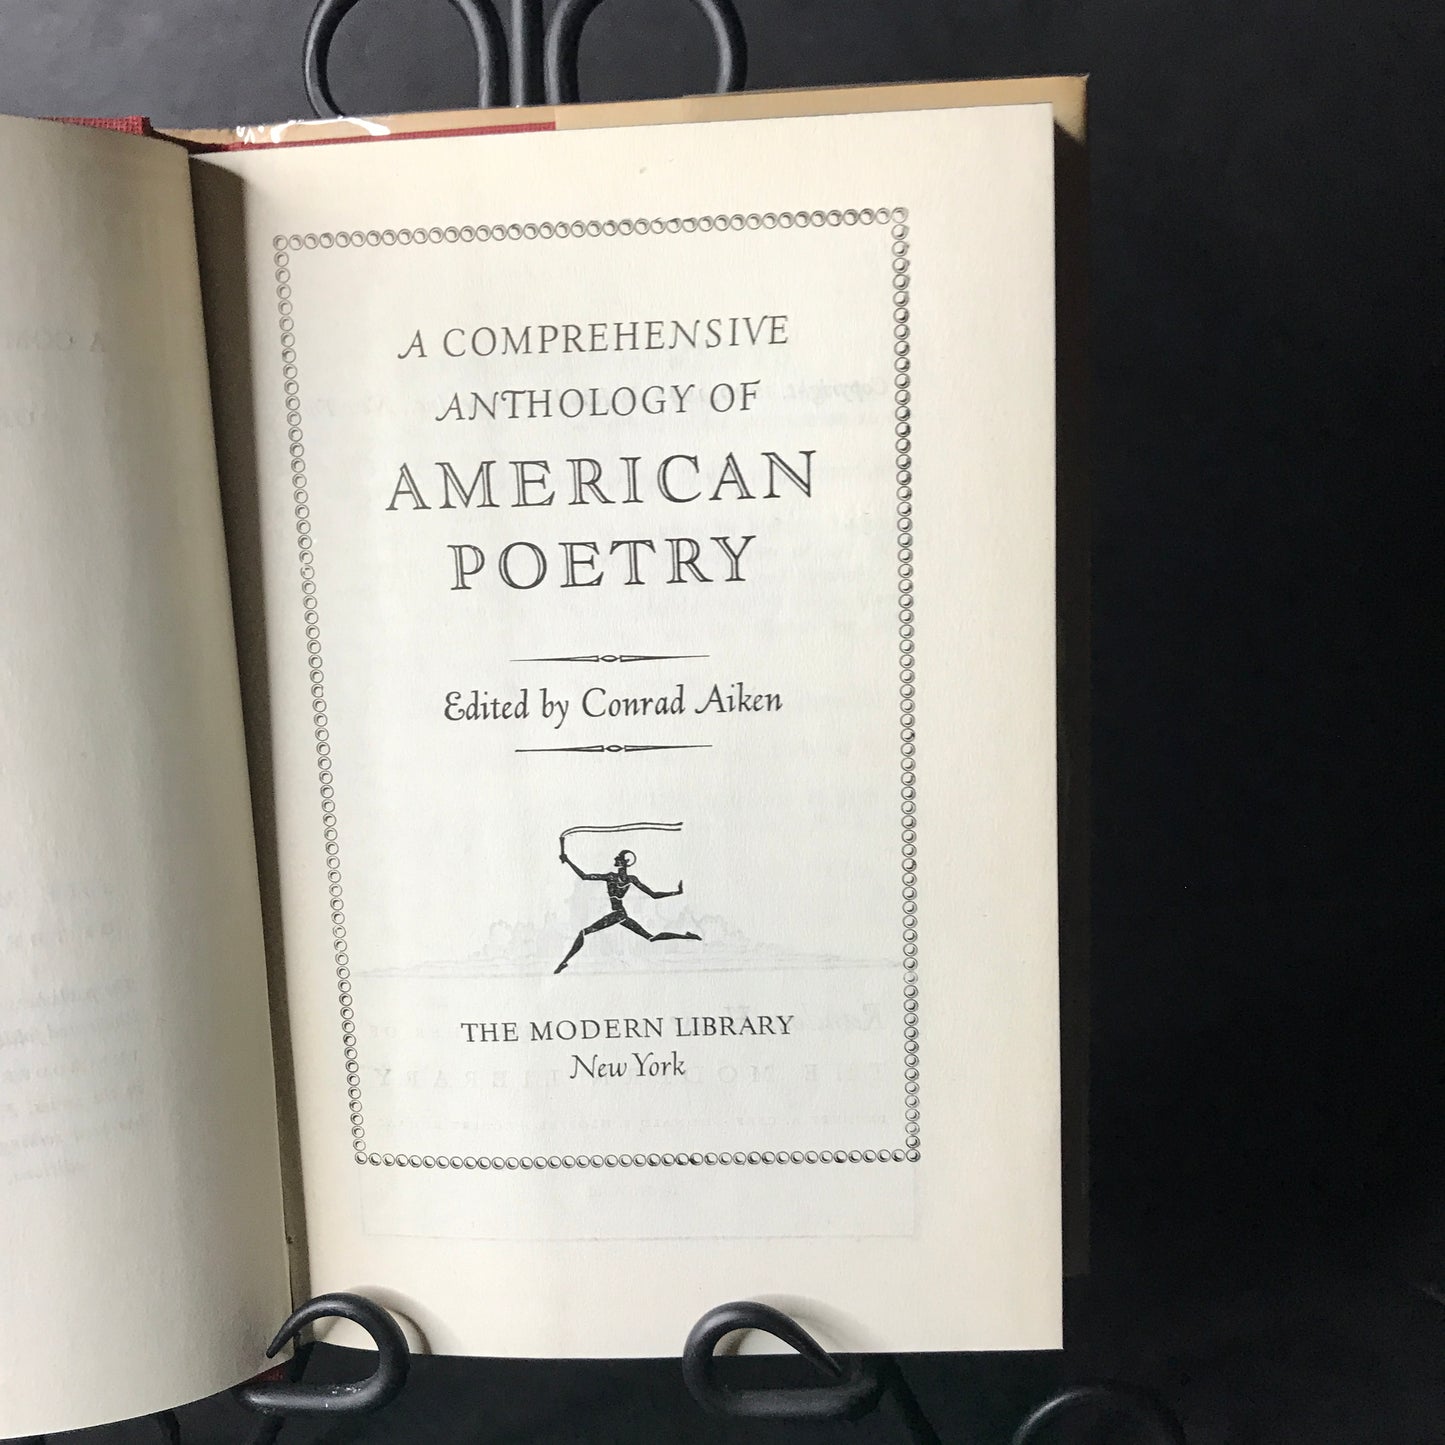 A COMPREHENSIVE
ANTHOLOGY OF
AMERICAN
POETRY
Edited by Conrad Aiken
THE MODERN LIBRARY
New York